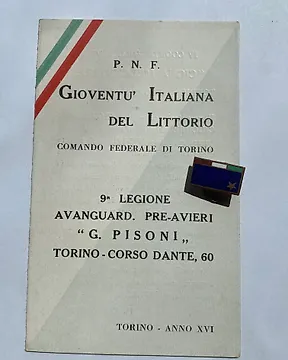 P. N. F.
GIOVENTU' ITALIANA
DEL LITTORIO
COMANDO FEDERALE DI TORINO
9ª LEGIONE
AVANGUARD. PRE-AVIERI
"G. PISONI„
TORINO-CORSO DANTE, 60
TORINO - ANNO XVI